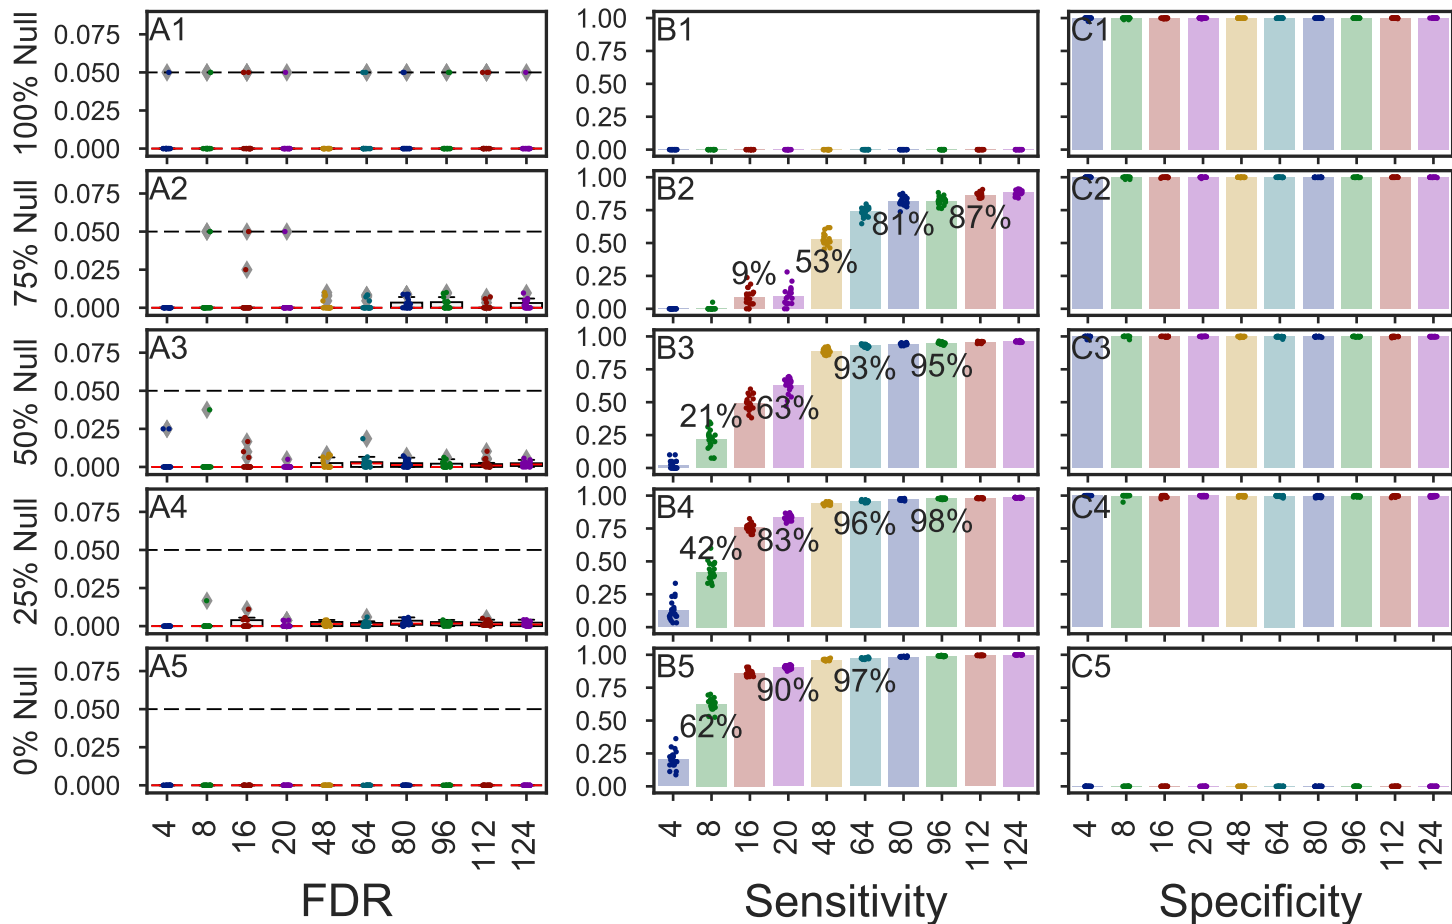 100% Null
0.075
0.050
0.025
0.000
A1
1.00
0.75
0.50
0.25
0.00
B1
C1
75% Null
0.075
0.050
0.025
0.000
A2
1.00
0.75
0.50
0.25
0.00
B2
9%
53%
81%
87%
C2
50% Null
0.075
0.050
0.025
0.000
A3
1.00
0.75
0.50
0.25
0.00
B3
21%
63%
93%
95%
C3
25% Null
0.075
0.050
0.025
0.000
A4
1.00
0.75
0.50
0.25
0.00
B4
42%
83%
96%
98%
C4
0% Null
0.075
0.050
0.025
0.000
A5
1.00
0.75
0.50
0.25
0.00
B5
62%
90%
97%
C5
4 8 16 20 48 64 80 96 112 124
4 8 16 20 48 64 80 96 112 124
4 8 16 20 48 64 80 96 112 124
FDR
Sensitivity
Specificity